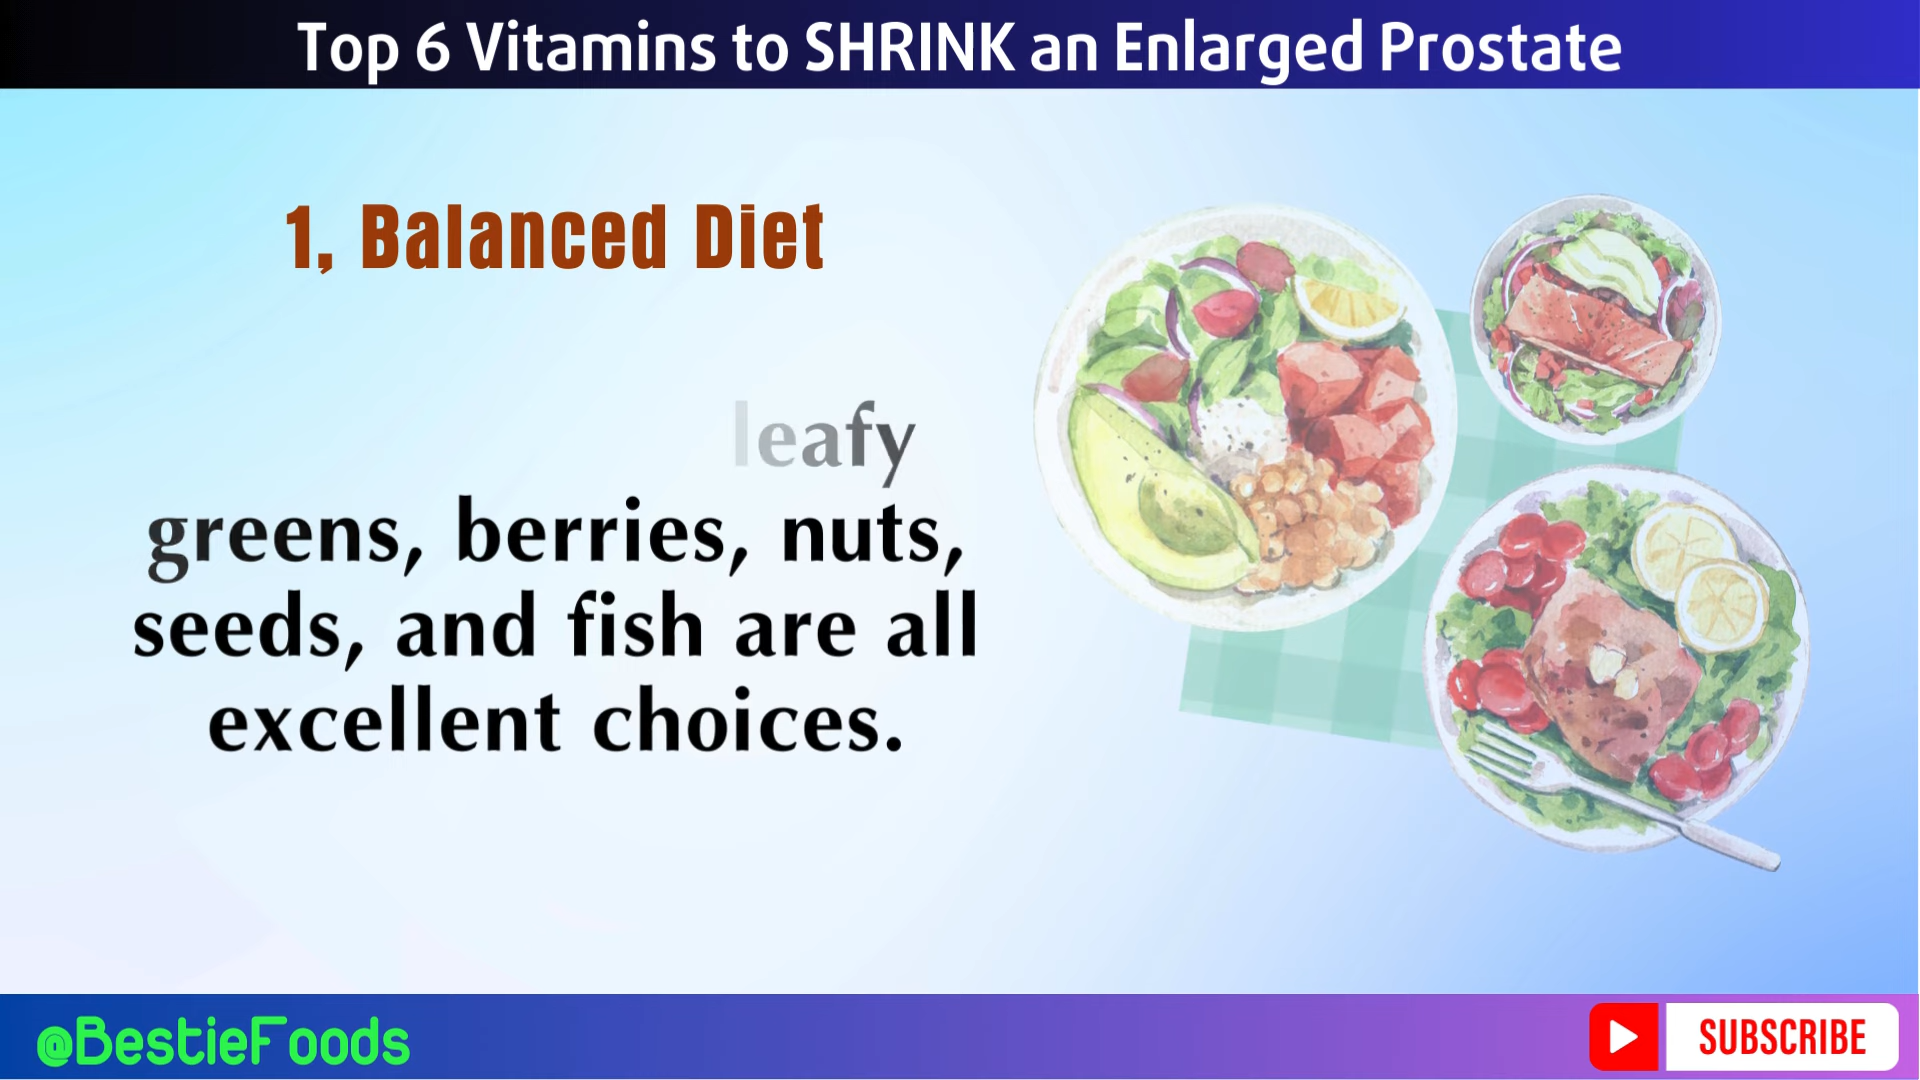 Top 6 Vitamins to SHRINK an Enlarged Prostate
1, Balanced Diet
leafy
greens, berries, nuts,
seeds, and fish are all
excellent choices.
@BestieFoods
SUBSCRIBE